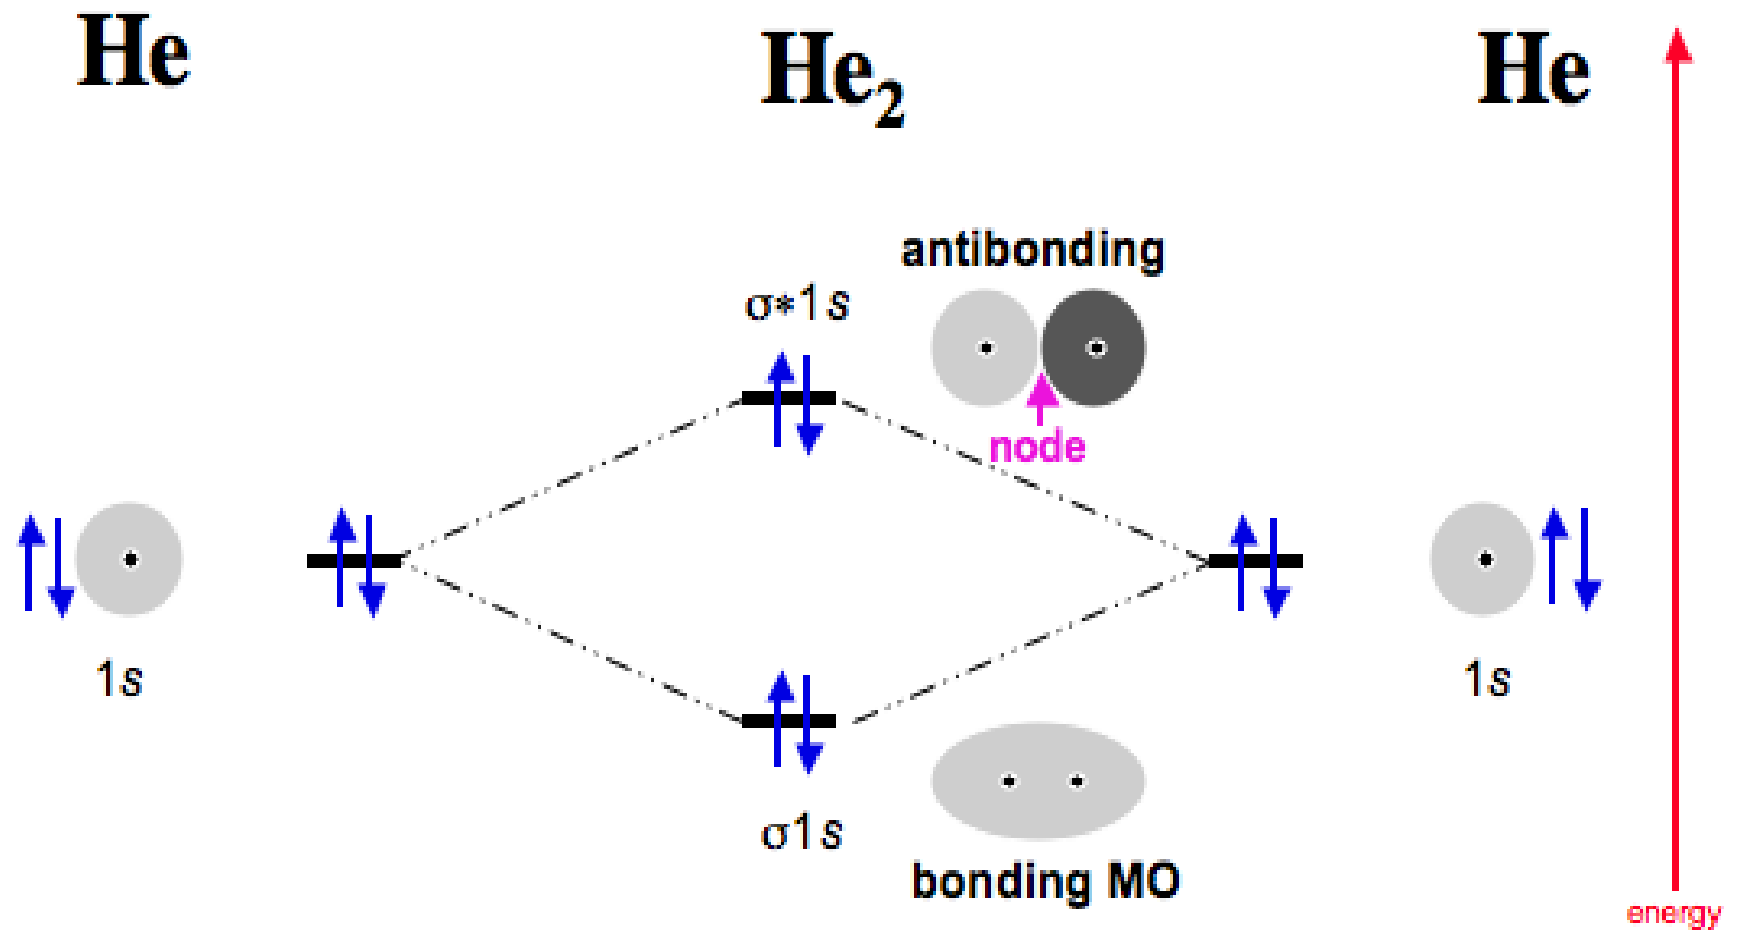 He
He₂
He
antibonding
σ*1s
node
1s
1s
σ1s
bonding MO
energy